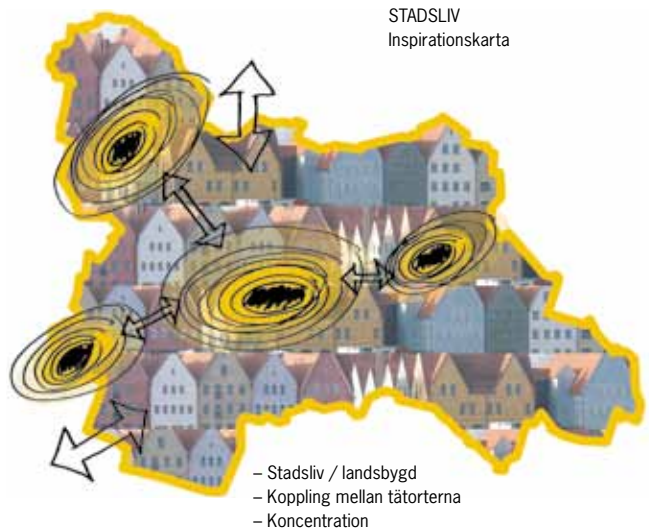 STADSLIV
Inspirationskarta
– Stadsliv / landsbygd
– Koppling mellan tätorterna
– Koncentration